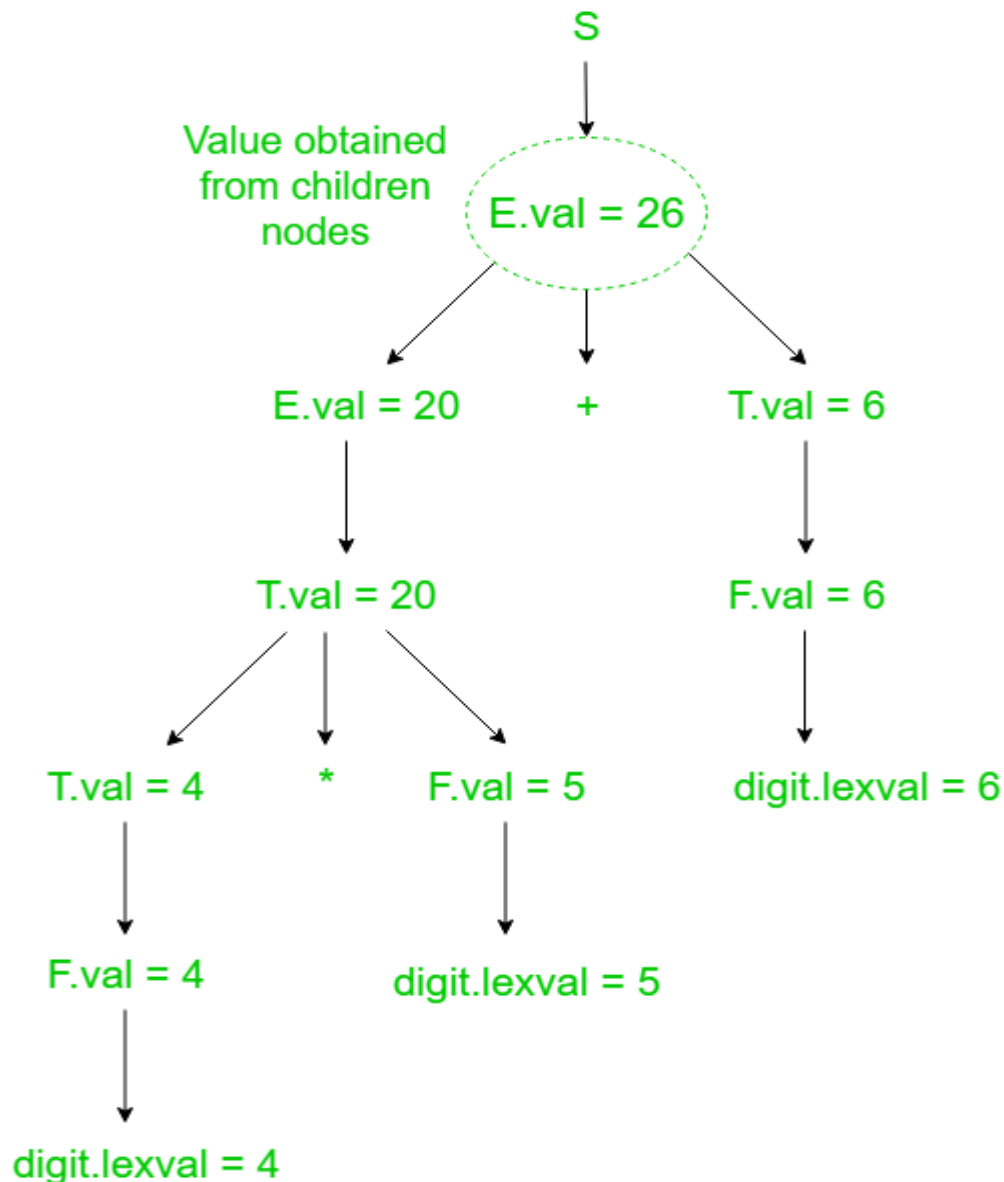 S
Value obtained
from children
nodes
E.val = 26
E.val = 20
+
T.val = 6
T.val = 20
F.val = 6
T.val = 4
*
F.val = 5
digit.lexval = 6
F.val = 4
digit.lexval = 5
digit.lexval = 4